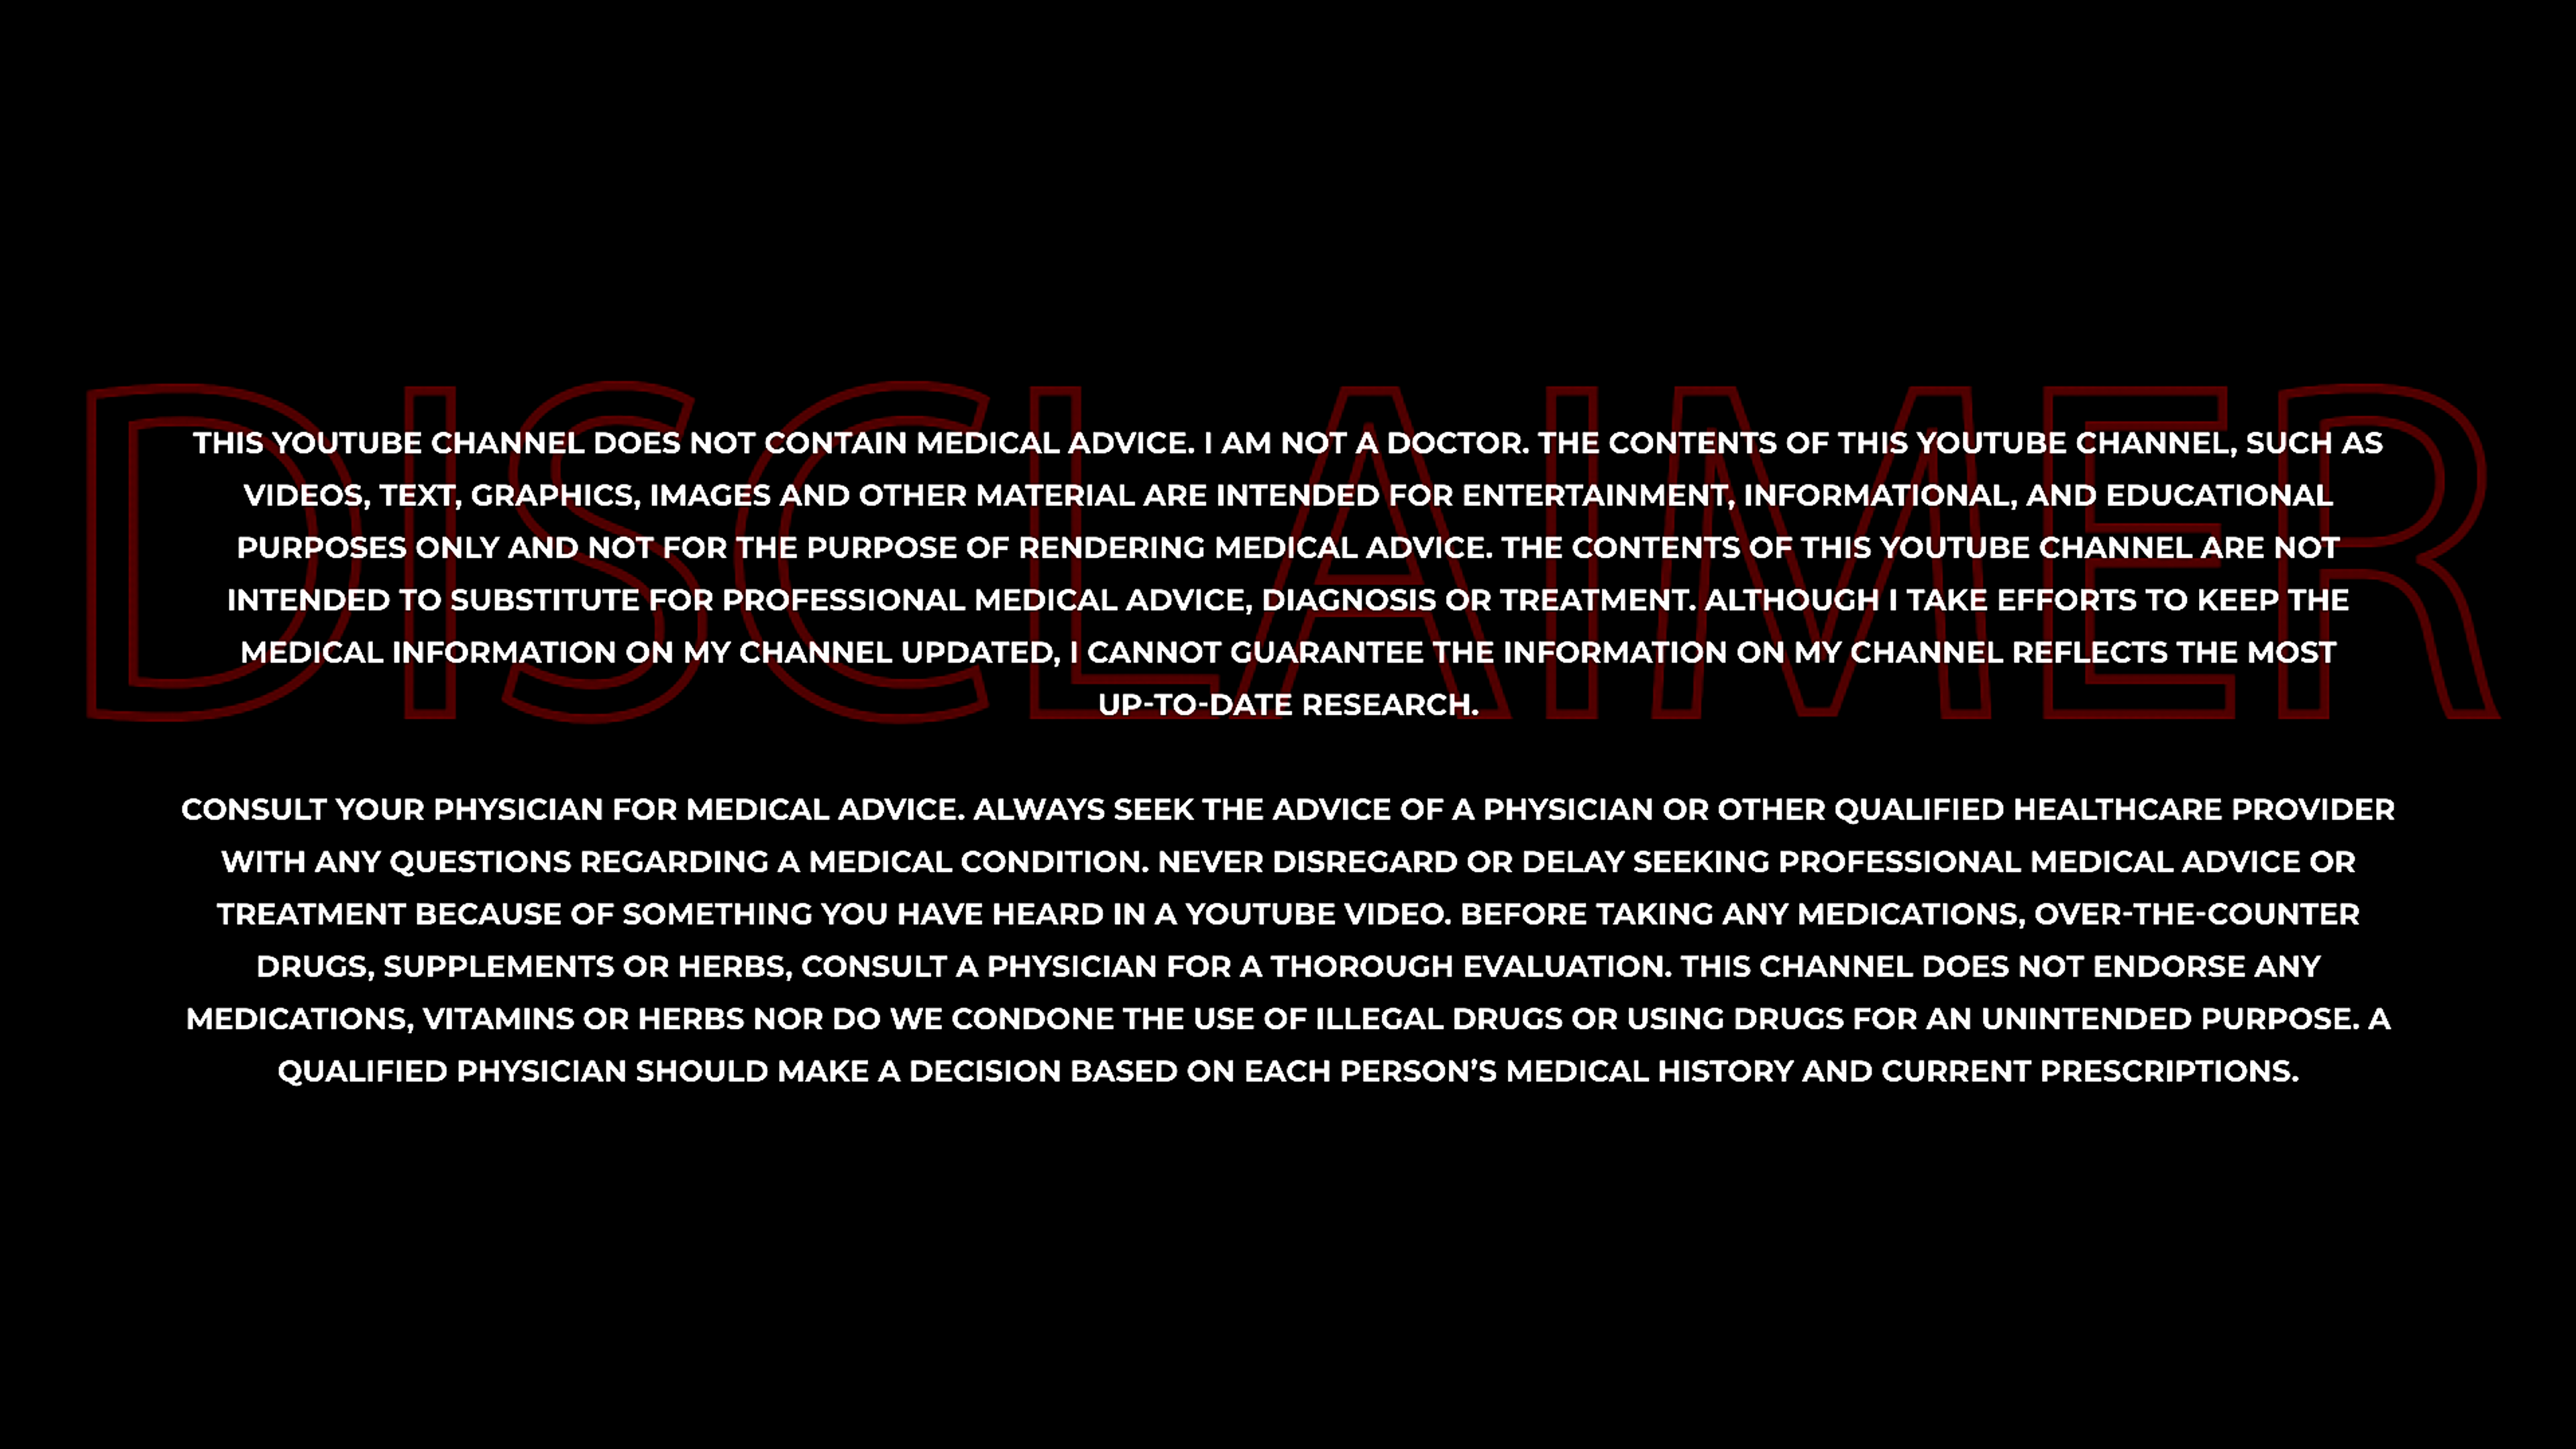 DISCLAIMER
THIS YOUTUBE CHANNEL DOES NOT CONTAIN MEDICAL ADVICE. I AM NOT A DOCTOR. THE CONTENTS OF THIS YOUTUBE CHANNEL, SUCH AS
VIDEOS, TEXT, GRAPHICS, IMAGES AND OTHER MATERIAL ARE INTENDED FOR ENTERTAINMENT, INFORMATIONAL, AND EDUCATIONAL
PURPOSES ONLY AND NOT FOR THE PURPOSE OF RENDERING MEDICAL ADVICE. THE CONTENTS OF THIS YOUTUBE CHANNEL ARE NOT
INTENDED TO SUBSTITUTE FOR PROFESSIONAL MEDICAL ADVICE, DIAGNOSIS OR TREATMENT. ALTHOUGH I TAKE EFFORTS TO KEEP THE
MEDICAL INFORMATION ON MY CHANNEL UPDATED, I CANNOT GUARANTEE THE INFORMATION ON MY CHANNEL REFLECTS THE MOST
UP-TO-DATE RESEARCH.
CONSULT YOUR PHYSICIAN FOR MEDICAL ADVICE. ALWAYS SEEK THE ADVICE OF A PHYSICIAN OR OTHER QUALIFIED HEALTHCARE PROVIDER
WITH ANY QUESTIONS REGARDING A MEDICAL CONDITION. NEVER DISREGARD OR DELAY SEEKING PROFESSIONAL MEDICAL ADVICE OR
TREATMENT BECAUSE OF SOMETHING YOU HAVE HEARD IN A YOUTUBE VIDEO. BEFORE TAKING ANY MEDICATIONS, OVER-THE-COUNTER
DRUGS, SUPPLEMENTS OR HERBS, CONSULT A PHYSICIAN FOR A THOROUGH EVALUATION. THIS CHANNEL DOES NOT ENDORSE ANY
MEDICATIONS, VITAMINS OR HERBS NOR DO WE CONDONE THE USE OF ILLEGAL DRUGS OR USING DRUGS FOR AN UNINTENDED PURPOSE. A
QUALIFIED PHYSICIAN SHOULD MAKE A DECISION BASED ON EACH PERSON’S MEDICAL HISTORY AND CURRENT PRESCRIPTIONS.